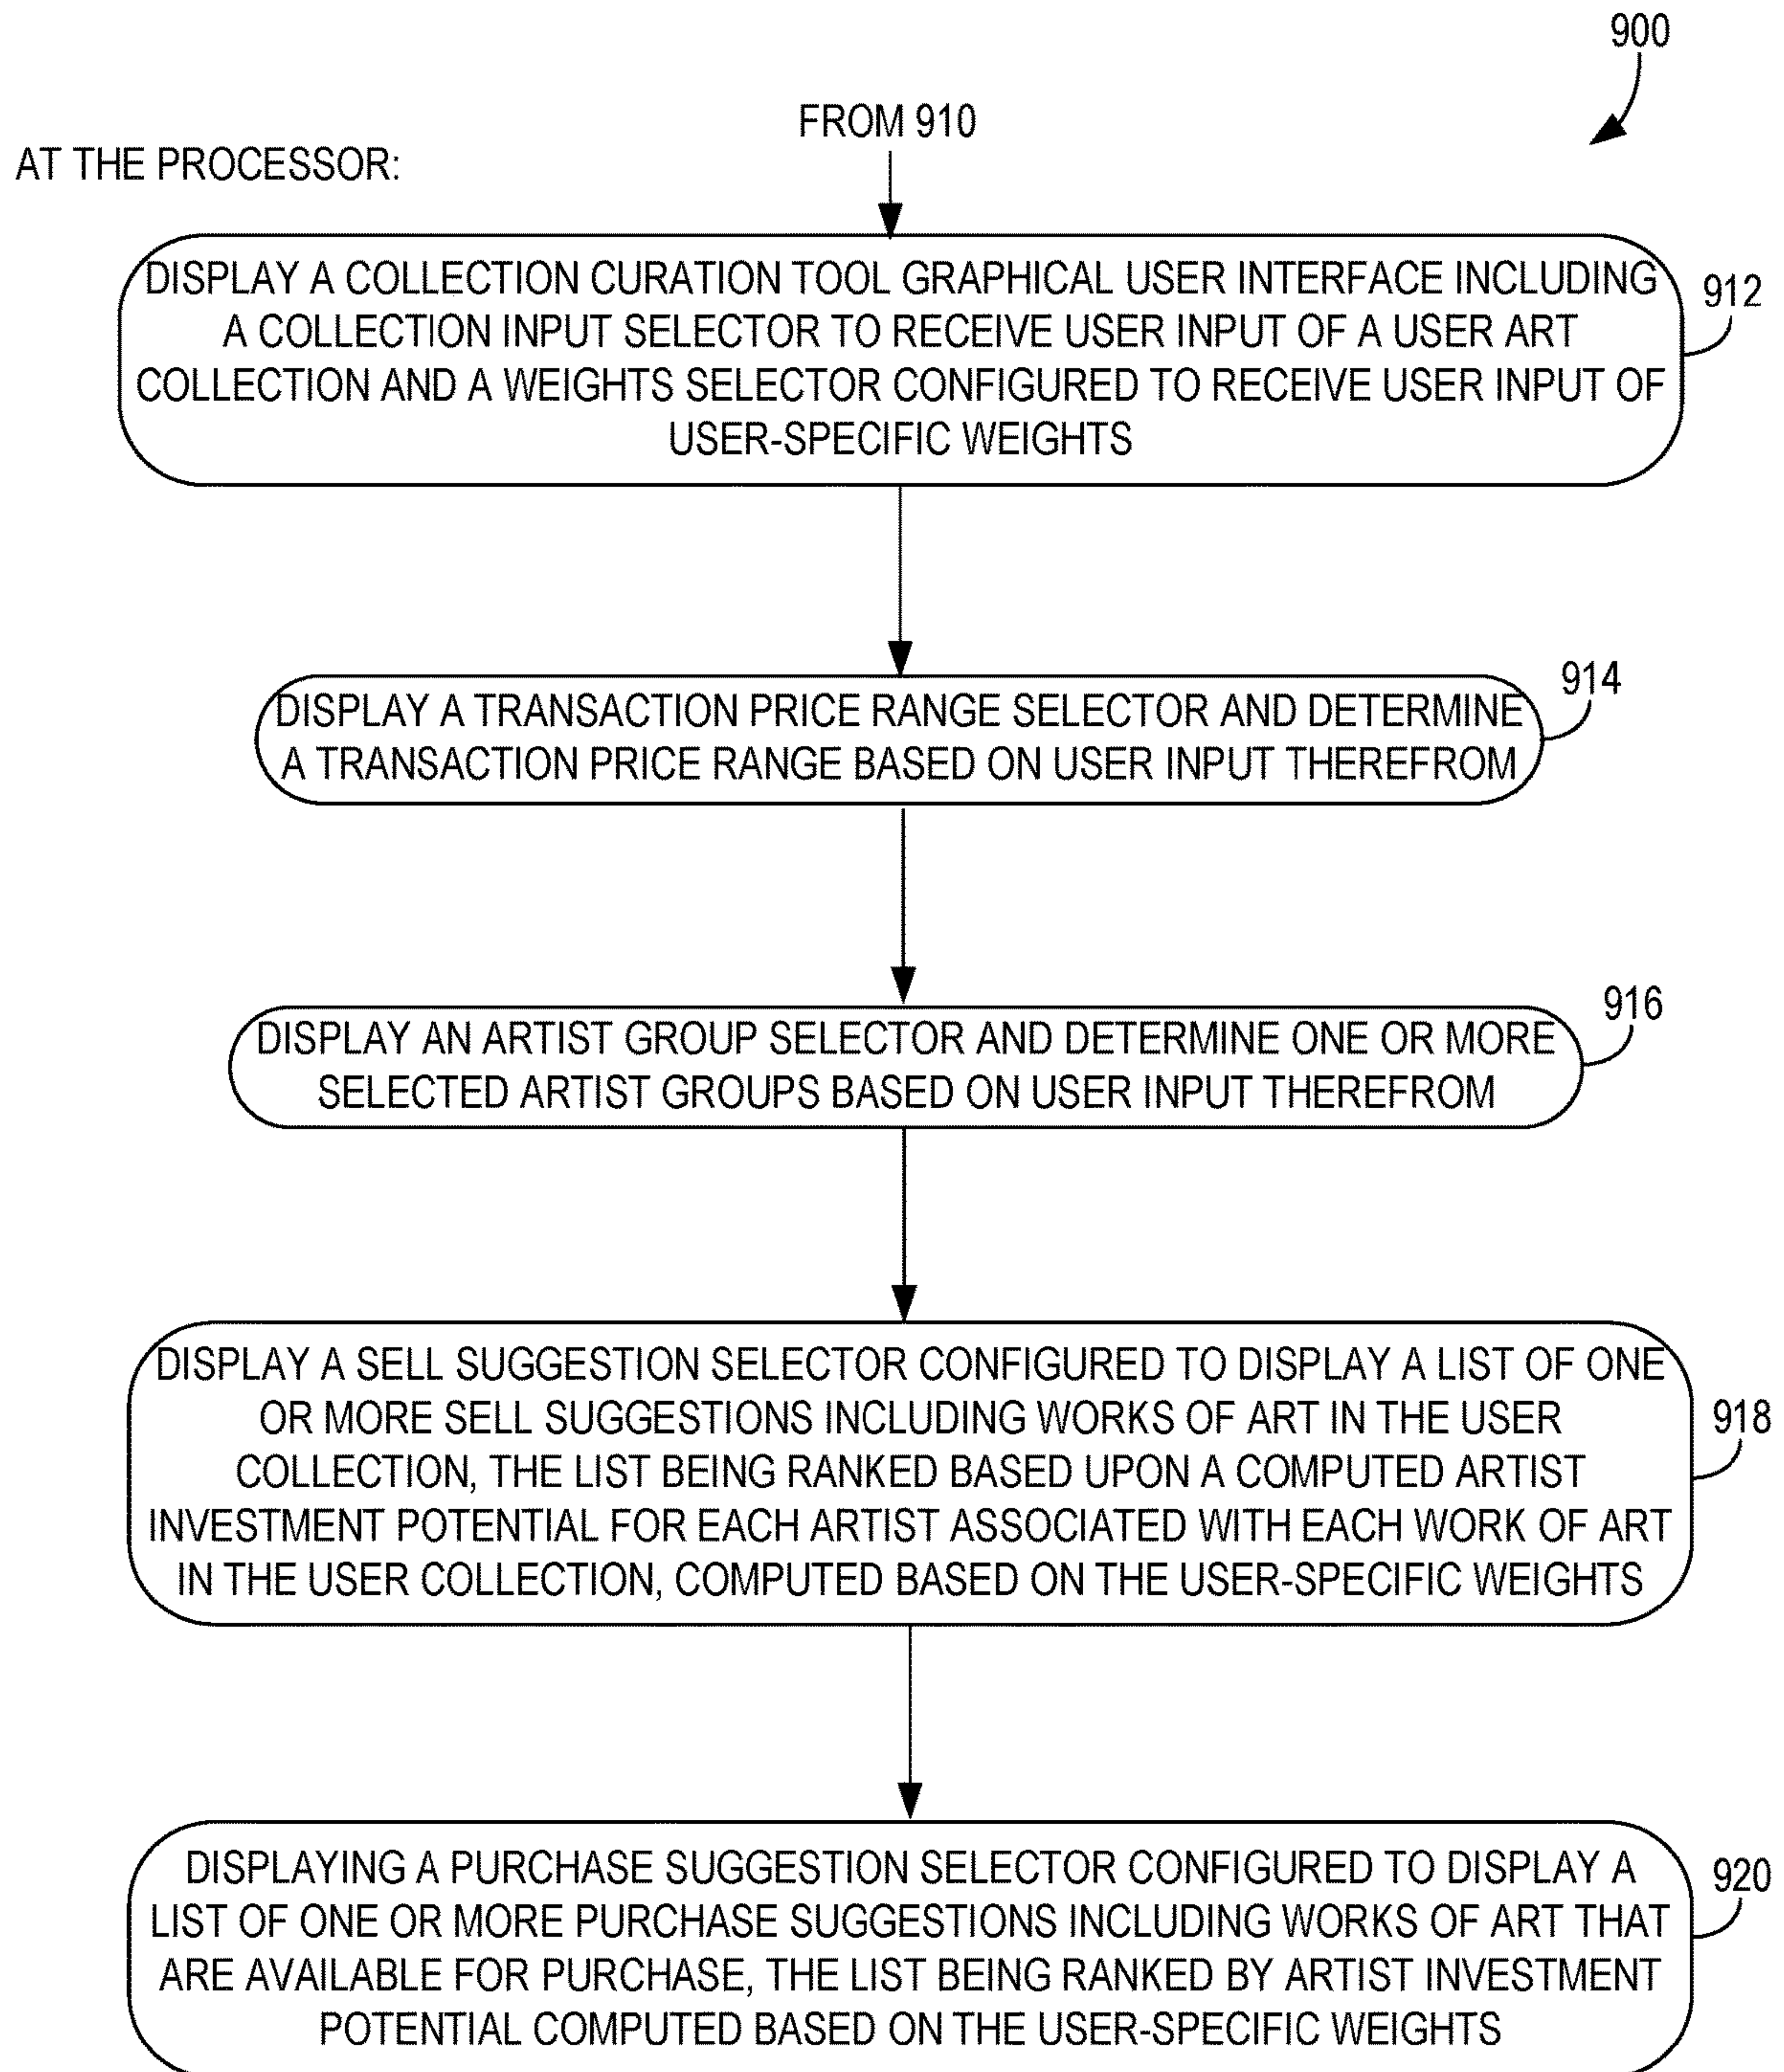 900
FROM 910
AT THE PROCESSOR:
DISPLAY A COLLECTION CURATION TOOL GRAPHICAL USER INTERFACE INCLUDING
A COLLECTION INPUT SELECTOR TO RECEIVE USER INPUT OF A USER ART
COLLECTION AND A WEIGHTS SELECTOR CONFIGURED TO RECEIVE USER INPUT OF
USER-SPECIFIC WEIGHTS
912
DISPLAY A TRANSACTION PRICE RANGE SELECTOR AND DETERMINE
A TRANSACTION PRICE RANGE BASED ON USER INPUT THEREFROM
914
DISPLAY AN ARTIST GROUP SELECTOR AND DETERMINE ONE OR MORE
SELECTED ARTIST GROUPS BASED ON USER INPUT THEREFROM
916
DISPLAY A SELL SUGGESTION SELECTOR CONFIGURED TO DISPLAY A LIST OF ONE
OR MORE SELL SUGGESTIONS INCLUDING WORKS OF ART IN THE USER
COLLECTION, THE LIST BEING RANKED BASED UPON A COMPUTED ARTIST
INVESTMENT POTENTIAL FOR EACH ARTIST ASSOCIATED WITH EACH WORK OF ART
IN THE USER COLLECTION, COMPUTED BASED ON THE USER-SPECIFIC WEIGHTS
918
DISPLAYING A PURCHASE SUGGESTION SELECTOR CONFIGURED TO DISPLAY A
LIST OF ONE OR MORE PURCHASE SUGGESTIONS INCLUDING WORKS OF ART THAT
ARE AVAILABLE FOR PURCHASE, THE LIST BEING RANKED BY ARTIST INVESTMENT
POTENTIAL COMPUTED BASED ON THE USER-SPECIFIC WEIGHTS
920